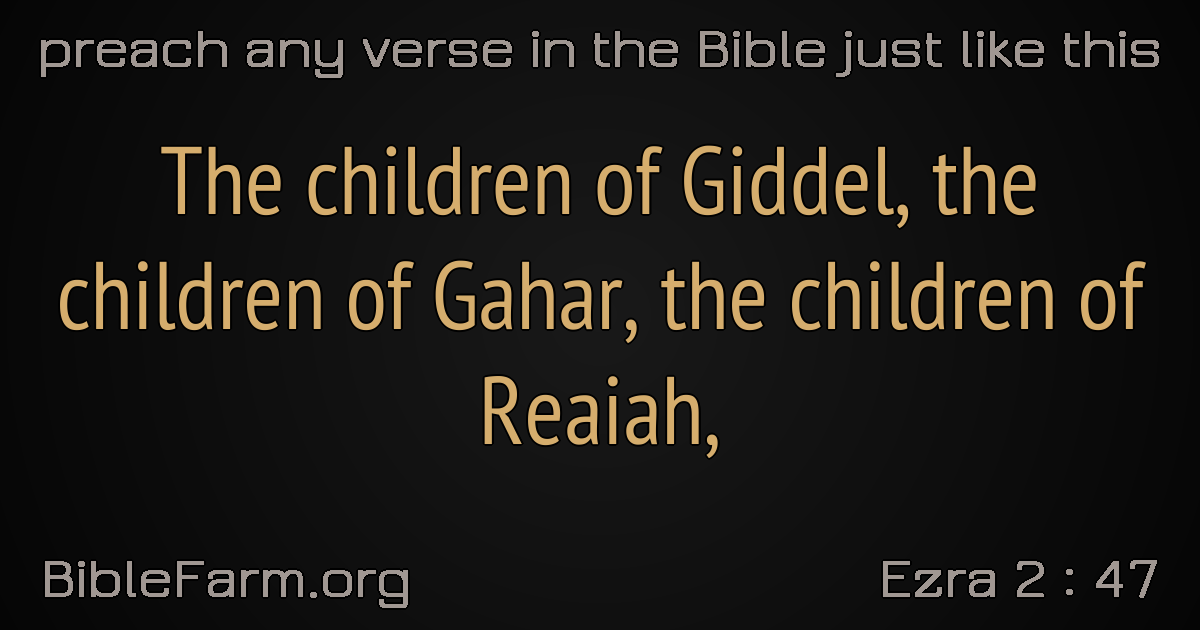 preach any verse in the Bible just like this
The children of Giddel, the
children of Gahar, the children of
Reaiah,
BibleFarm.org
Ezra 2 : 47